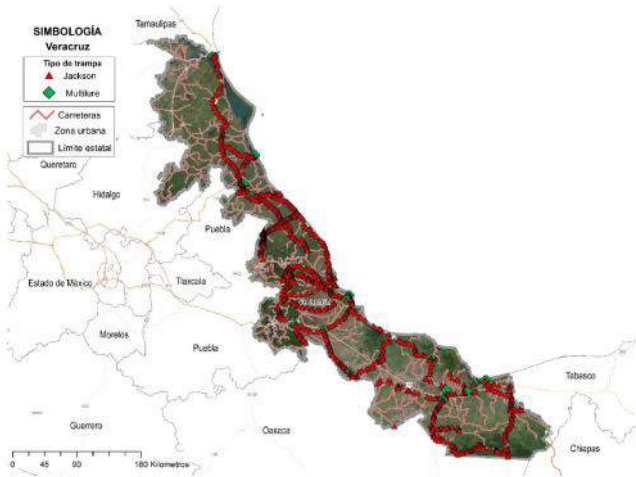 SIMBOLOGÍA
Veracruz
Tipo de trampa
Jackson
Multilure
Carreteras
Zona urbana
Límite estatal
Tamaulipas
Querétaro
Hidalgo
Puebla
Tlaxcala
Estado de México
Morelos
Puebla
Tabasco
Guerrero
Oaxaca
Chiapas
0 45 90 180 Kilometros